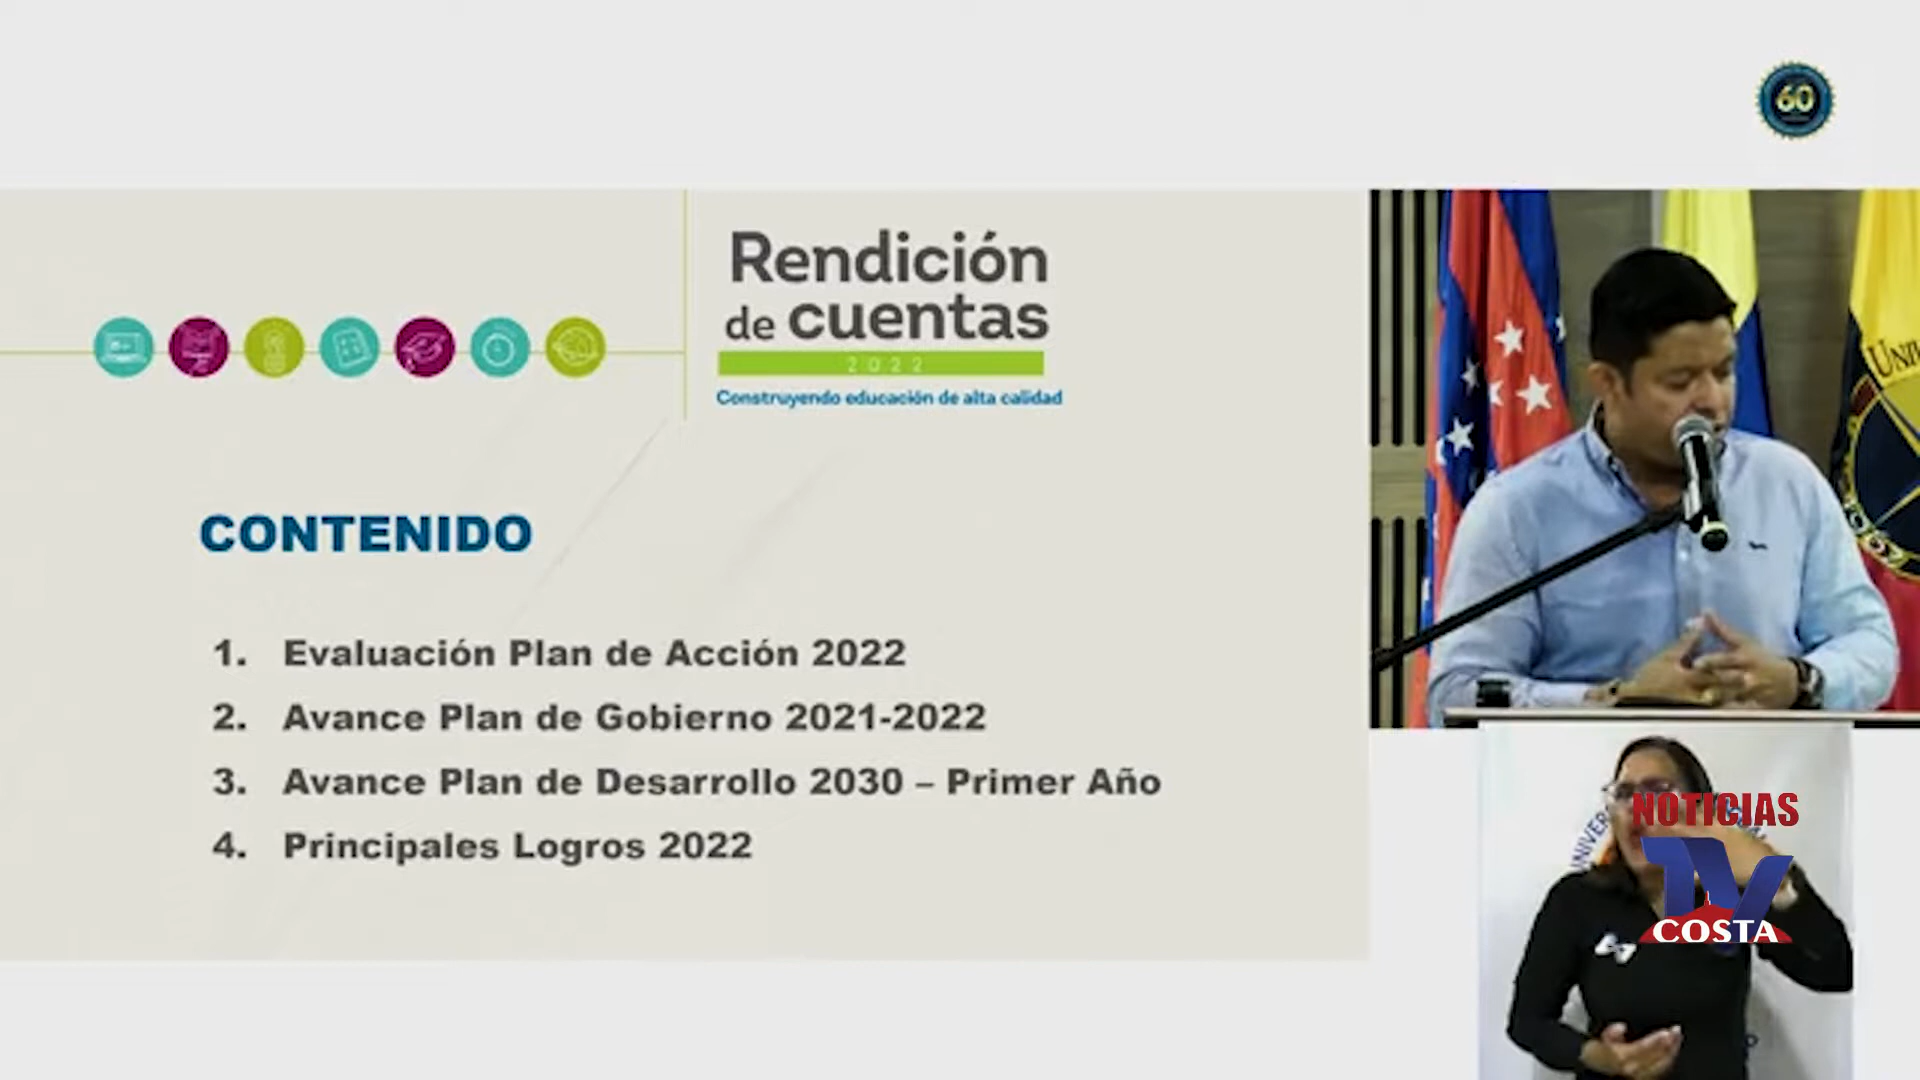 60
Rendición
de cuentas
2022
Construyendo educación de alta calidad
CONTENIDO
1. Evaluación Plan de Acción 2022
2. Avance Plan de Gobierno 2021-2022
3. Avance Plan de Desarrollo 2030 – Primer Año
4. Principales Logros 2022
UNIV
UNIVER
NOTICIAS
TV
COSTA